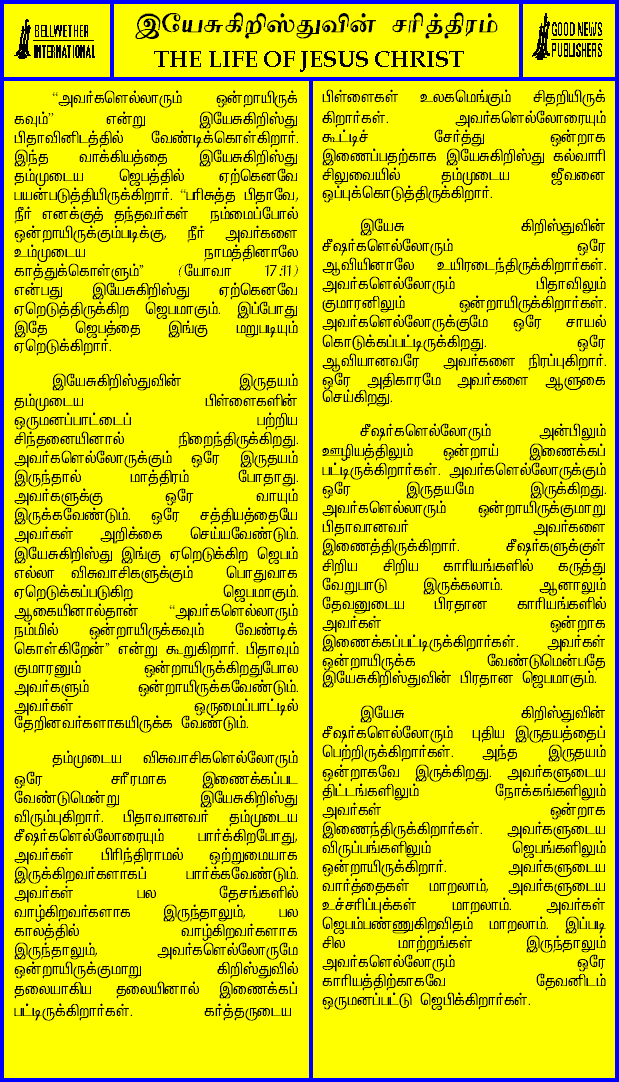 BELLWETHER
INTERNATIONAL
இயேசுகிறிஸ்துவின் சரித்திரம்
THE LIFE OF JESUS CHRIST
GOOD NEWS
PUBLISHERS
“அவர்களெல்லாரும் ஒன்றாயிருக்
கவும்” என்று இயேசுகிறிஸ்து
பிதாவினிடத்தில் வேண்டிக்கொள்கிறார்.
இந்த வாக்கியத்தை இயேசுகிறிஸ்து
தம்முடைய ஜெபத்தில் ஏற்கெனவே
பயன்படுத்தியிருக்கிறார். “பரிசுத்த பிதாவே,
நீர் எனக்குத் தந்தவர்கள் நம்மைப்போல்
ஒன்றாயிருக்கும்படிக்கு, நீர் அவர்களை
உம்முடைய நாமத்தினாலே
காத்துக்கொள்ளும்” (யோவா 17:11)
என்பது இயேசுகிறிஸ்து ஏற்கெனவே
ஏறெடுத்திருக்கிற ஜெபமாகும். இப்போது
இதே ஜெபத்தை இங்கு மறுபடியும்
ஏறெடுக்கிறார்.
இயேசுகிறிஸ்துவின் இருதயம்
தம்முடைய பிள்ளைகளின்
ஒருமனப்பாட்டைப் பற்றிய
சிந்தனையினால் நிறைந்திருக்கிறது.
அவர்களெல்லோருக்கும் ஒரே இருதயம்
இருந்தால் மாத்திரம் போதாது.
அவர்களுக்கு ஒரே வாயும்
இருக்கவேண்டும். ஒரே சத்தியத்தையே
அவர்கள் அறிக்கை செய்யவேண்டும்.
இயேசுகிறிஸ்து இங்கு ஏறெடுக்கிற ஜெபம்
எல்லா விசுவாசிகளுக்கும் பொதுவாக
ஏறெடுக்கப்படுகிற ஜெபமாகும்.
ஆகையினால்தான் “அவர்களெல்லாரும்
நம்மில் ஒன்றாயிருக்கவும் வேண்டிக்
கொள்கிறேன்” என்று கூறுகிறார். பிதாவும்
குமாரனும் ஒன்றாயிருக்கிறதுபோல
அவர்களும் ஒன்றாயிருக்கவேண்டும்.
அவர்கள் ஒருமைப்பாட்டில்
தேறினவர்களாகயிருக்க வேண்டும்.
தம்முடைய விசுவாசிகளெல்லோரும்
ஒரே சரீரமாக இணைக்கப்பட
வேண்டுமென்று இயேசுகிறிஸ்து
விரும்புகிறார். பிதாவானவர் தம்முடைய
சீஷர்களெல்லோரையும் பார்க்கிறபோது,
அவர்கள் பிரிந்திராமல் ஒற்றுமையாக
இருக்கிறவர்களாகப் பார்க்கவேண்டும்.
அவர்கள் பல தேசங்களில்
வாழ்கிறவர்களாக இருந்தாலும், பல
காலத்தில் வாழ்கிறவர்களாக
இருந்தாலும், அவர்களெல்லோருமே
ஒன்றாயிருக்குமாறு கிறிஸ்துவில்
தலையாகிய தலையினால் இணைக்கப்
பட்டிருக்கிறார்கள். கர்த்தருடைய
பிள்ளைகள் உலகமெங்கும் சிதறியிருக்
கிறார்கள். அவர்களெல்லோரையும்
கூட்டிச் சேர்த்து ஒன்றாக
இணைப்பதற்காக இயேசுகிறிஸ்து கல்வாரி
சிலுவையில் தம்முடைய ஜீவனை
ஒப்புக்கொடுத்திருக்கிறார்.
இயேசு கிறிஸ்துவின்
சீஷர்களெல்லோரும் ஒரே
ஆவியினாலே உயிரடைந்திருக்கிறார்கள்.
அவர்களெல்லோரும் பிதாவிலும்
குமாரனிலும் ஒன்றாயிருக்கிறார்கள்.
அவர்களெல்லோருக்குமே ஒரே சாயல்
கொடுக்கப்பட்டிருக்கிறது. ஒரே
ஆவியானவரே அவர்களை நிரப்புகிறார்.
ஒரே அதிகாரமே அவர்களை ஆளுகை
செய்கிறது.
சீஷர்களெல்லோரும் அன்பிலும்
ஊழியத்திலும் ஒன்றாய் இணைக்கப்
பட்டிருக்கிறார்கள். அவர்களெல்லோருக்கும்
ஒரே இருதயமே இருக்கிறது.
அவர்களெல்லாரும் ஒன்றாயிருக்குமாறு
பிதாவானவர் அவர்களை
இணைத்திருக்கிறார். சீஷர்களுக்குள்
சிறிய சிறிய காரியங்களில் கருத்து
வேறுபாடு இருக்கலாம். ஆனாலும்
தேவனுடைய பிரதான காரியங்களில்
அவர்கள் ஒன்றாக
இணைக்கப்பட்டிருக்கிறார்கள். அவர்கள்
ஒன்றாயிருக்க வேண்டுமென்பதே
இயேசுகிறிஸ்துவின் பிரதான ஜெபமாகும்.
இயேசு கிறிஸ்துவின்
சீஷர்களெல்லோரும் புதிய இருதயத்தைப்
பெற்றிருக்கிறார்கள். அந்த இருதயம்
ஒன்றாகவே இருக்கிறது. அவர்களுடைய
திட்டங்களிலும் நோக்கங்களிலும்
அவர்கள் ஒன்றாக
இணைந்திருக்கிறார்கள். அவர்களுடைய
விருப்பங்களிலும் ஜெபங்களிலும்
ஒன்றாயிருக்கிறார். அவர்களுடைய
வார்த்தைகள் மாறலாம், அவர்களுடைய
உச்சரிப்புக்கள் மாறலாம். அவர்கள்
ஜெபம்பண்ணுகிறவிதம் மாறலாம். இப்படி
சில மாற்றங்கள் இருந்தாலும்
அவர்களெல்லோரும் ஒரே
காரியத்திற்காகவே தேவனிடம்
ஒருமனப்பட்டு ஜெபிக்கிறார்கள்.